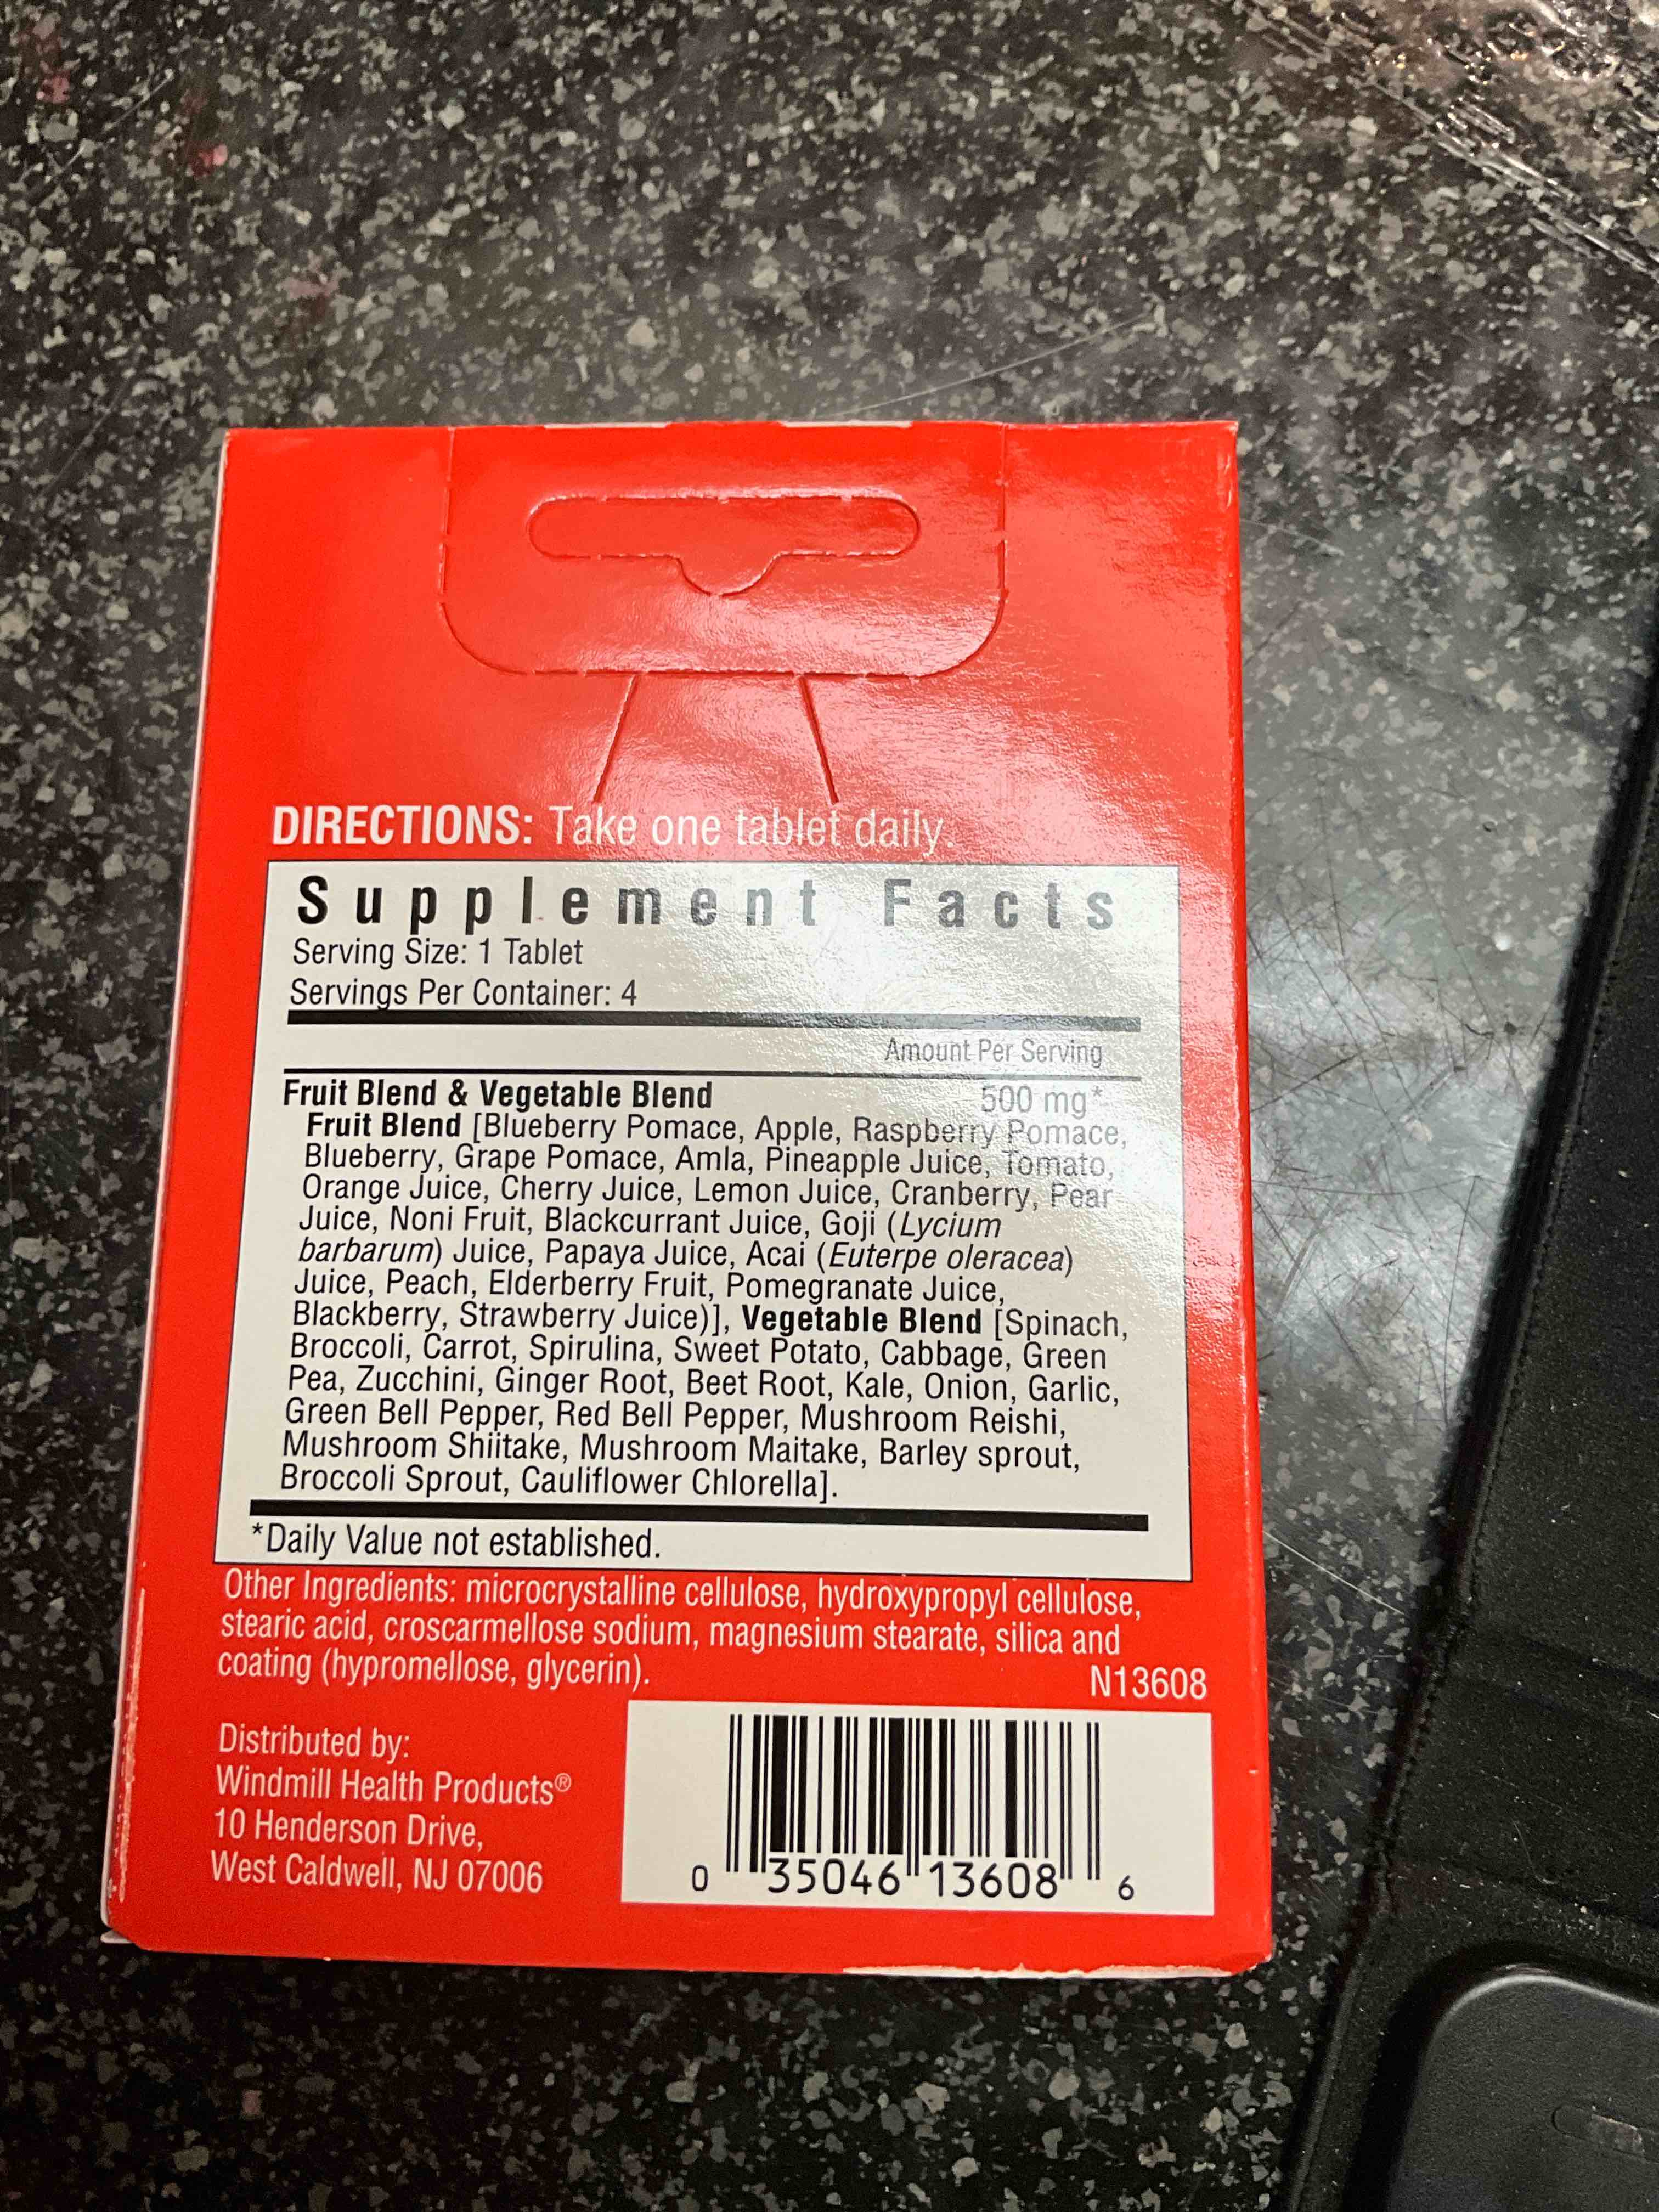 DIRECTIONS: Take one tablet daily.
Supplement Facts
Serving Size: 1 Tablet
Servings Per Container: 4
Amount Per Serving
Fruit Blend & Vegetable Blend 500 mg*
Fruit Blend [Blueberry Pomace, Apple, Raspberry Pomace,
Blueberry, Grape Pomace, Amla, Pineapple Juice, Tomato,
Orange Juice, Cherry Juice, Lemon Juice, Cranberry, Pear
Juice, Noni Fruit, Blackcurrant Juice, Goji (Lycium
barbarum) Juice, Papaya Juice, Acai (Euterpe oleracea)
Juice, Peach, Elderberry Fruit, Pomegranate Juice,
Blackberry, Strawberry Juice)], Vegetable Blend [Spinach,
Broccoli, Carrot, Spirulina, Sweet Potato, Cabbage, Green
Pea, Zucchini, Ginger Root, Beet Root, Kale, Onion, Garlic,
Green Bell Pepper, Red Bell Pepper, Mushroom Reishi,
Mushroom Shiitake, Mushroom Maitake, Barley sprout,
Broccoli Sprout, Cauliflower Chlorella].
*Daily Value not established.
Other Ingredients: microcrystalline cellulose, hydroxypropyl cellulose,
stearic acid, croscarmellose sodium, magnesium stearate, silica and
coating (hypromellose, glycerin).
N13608
Distributed by:
Windmill Health Products®
10 Henderson Drive,
West Caldwell, NJ 07006
0 35046 13608 6